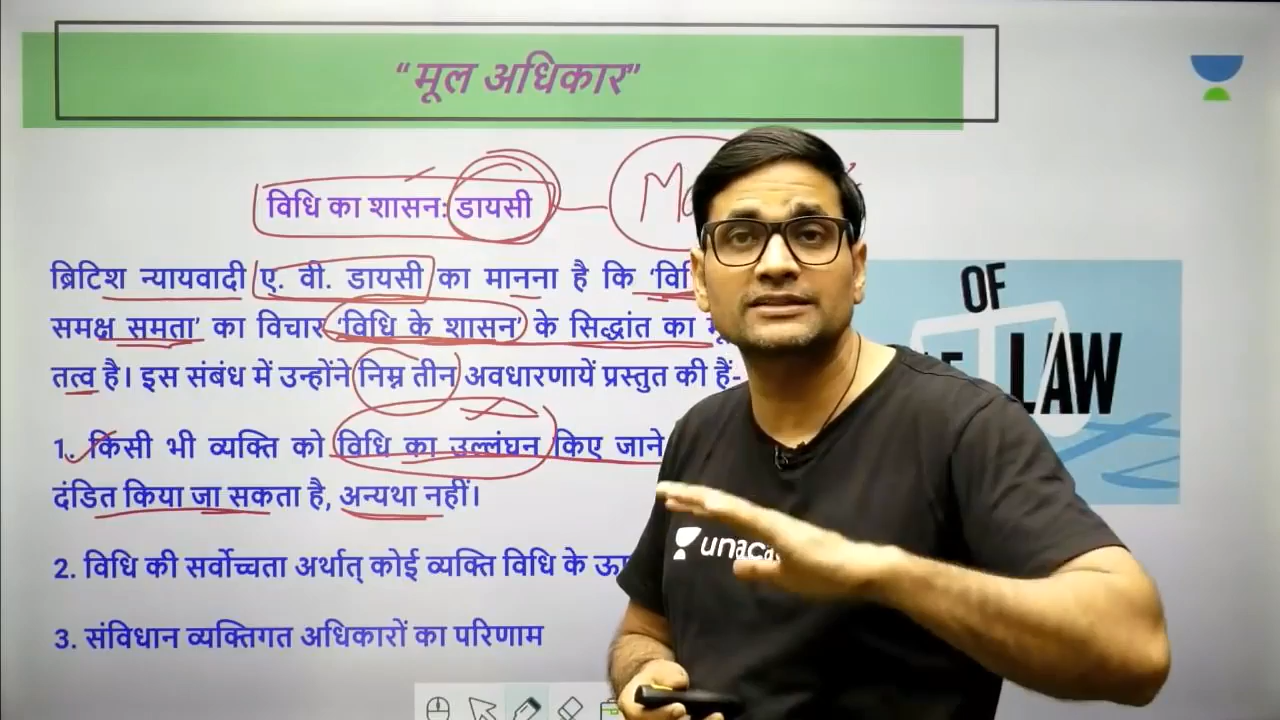 “मूल अधिकार”
विधि का शासन: डायसी
ब्रिटिश न्यायवादी ए. वी. डायसी का मानना है कि ‘विधि
समक्ष समता’ का विचार ‘विधि के शासन’ के सिद्धांत का
तत्व है। इस संबंध में उन्होंने निम्न तीन अवधारणायें प्रस्तुत की हैं-
1. किसी भी व्यक्ति को विधि का उल्लंघन किए जाने
दंडित किया जा सकता है, अन्यथा नहीं।
2. विधि की सर्वोच्चता अर्थात् कोई व्यक्ति विधि के
3. संविधान व्यक्तिगत अधिकारों का परिणाम
OF
LAW